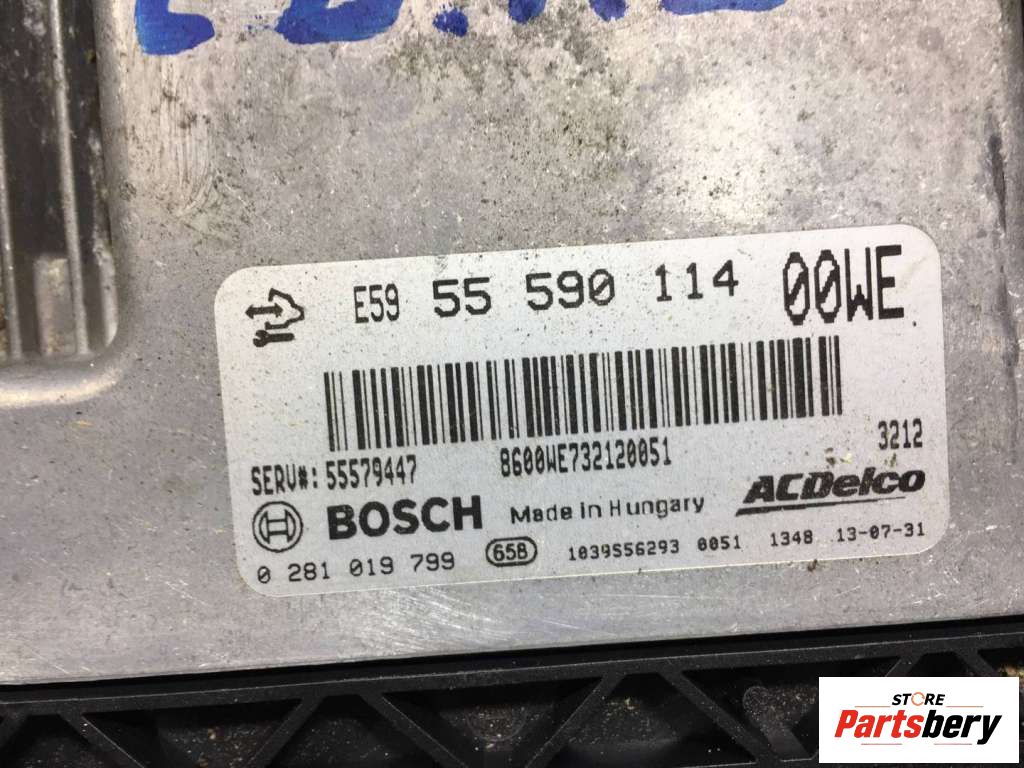 E59 55 590 114 00WE
SERV#: 55579447 8600WE732120051 3212
BOSCH Made in Hungary ACDelco
0 281 019 799 65B 1039S56293 0051 1348 13-07-31
STORE
Partsbery